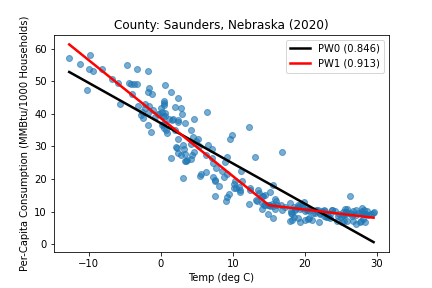 County: Saunders, Nebraska (2020)
Per-Capita Consumption (MMBtu/1000 Households)
60
50
40
30
20
10
0
PW0 (0.846)
PW1 (0.913)
−10
0
10
20
30
Temp (deg C)